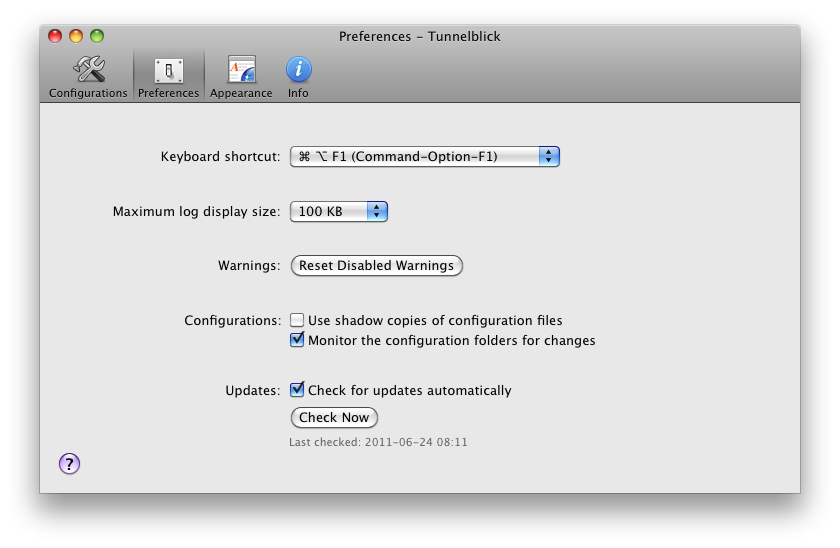 Preferences – Tunnelblick
Configurations Preferences Appearance Info
Keyboard shortcut: ⌘ ⌥ F1 (Command-Option-F1)
Maximum log display size: 100 KB
Warnings: Reset Disabled Warnings
Configurations: Use shadow copies of configuration files
Monitor the configuration folders for changes
Updates: Check for updates automatically
Check Now
Last checked: 2011-06-24 08:11
?